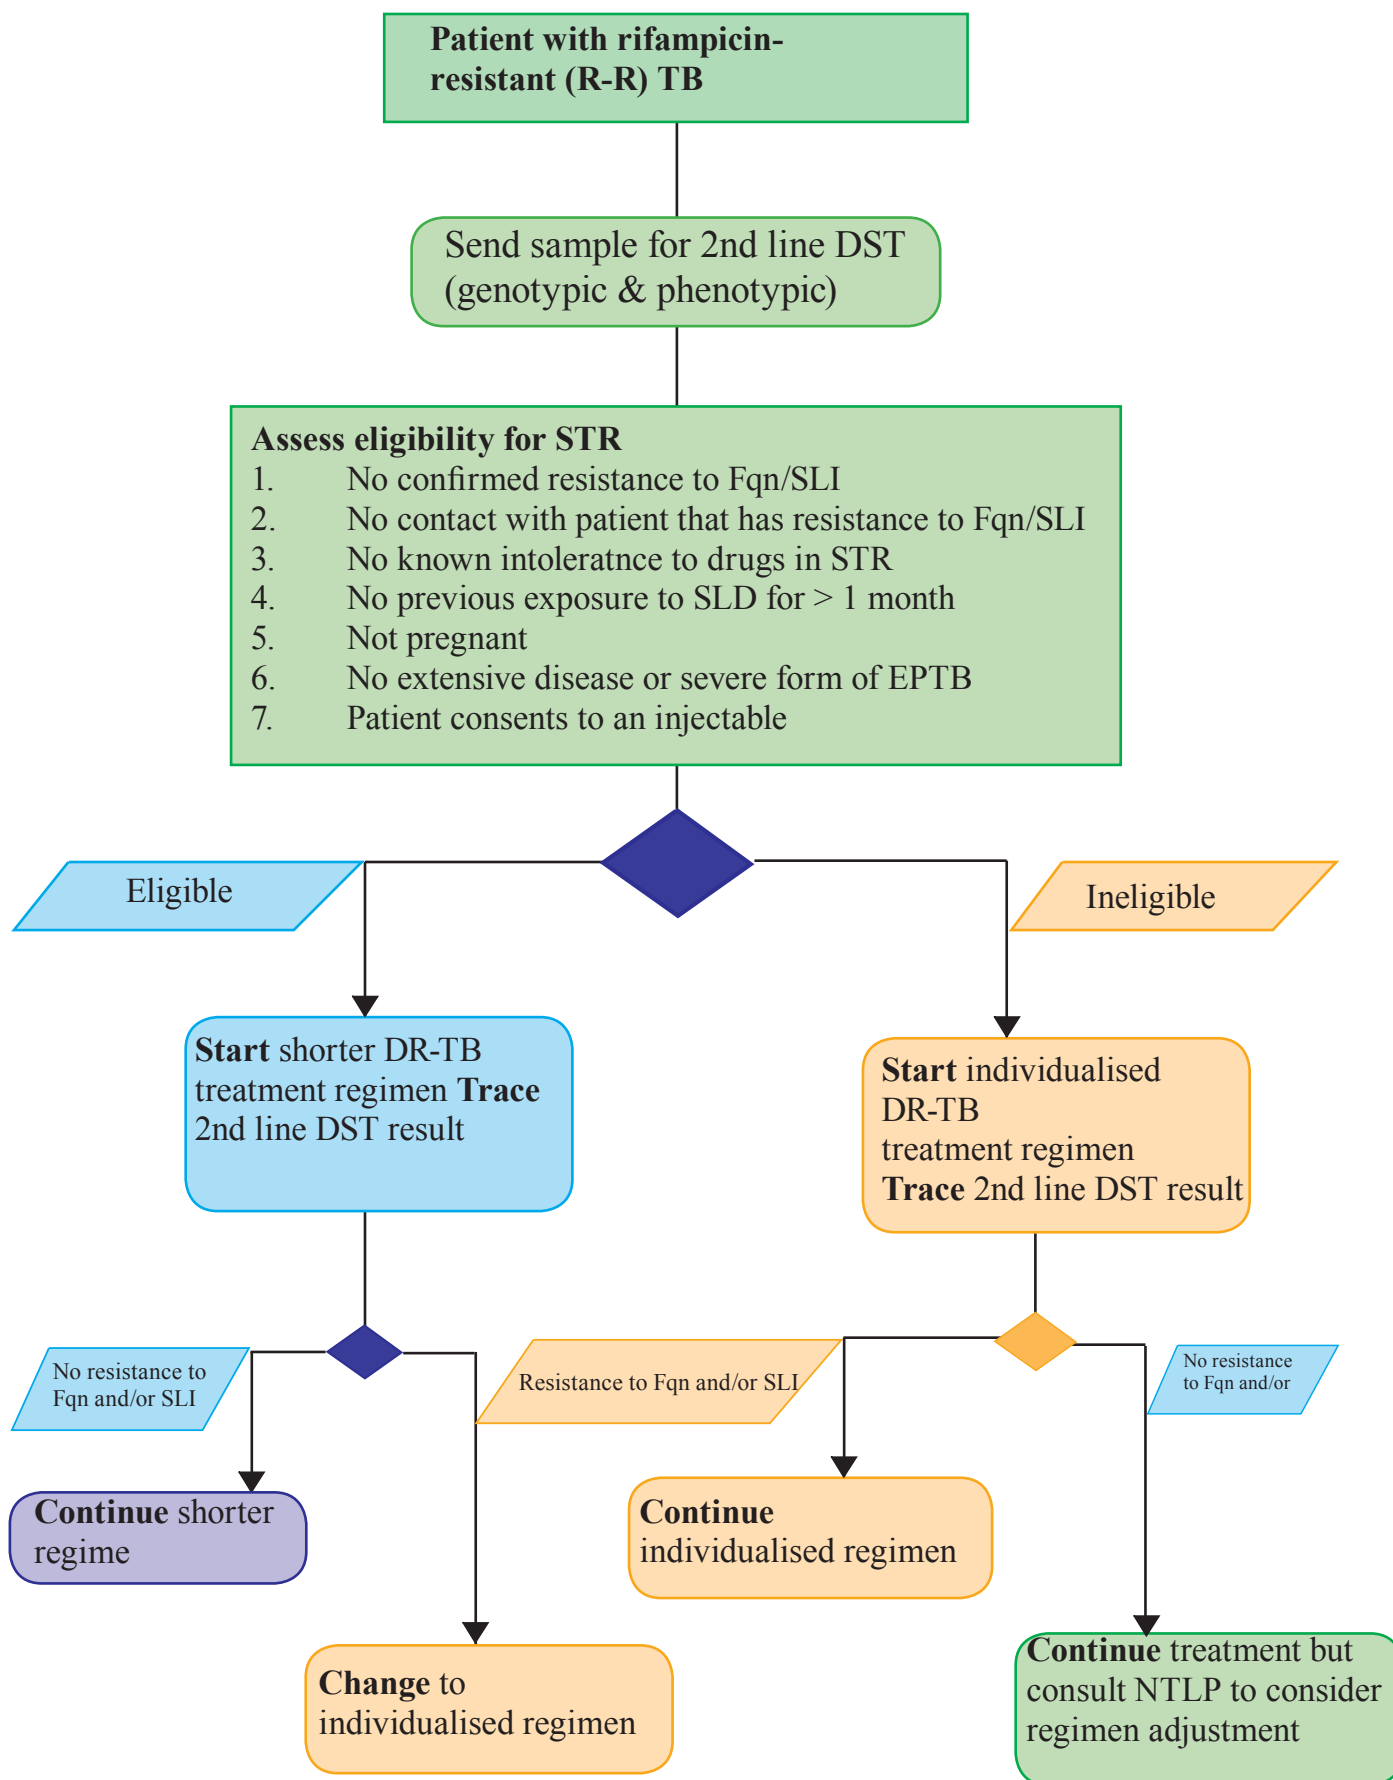 Patient with rifampicin-
resistant (R-R) TB
Send sample for 2nd line DST
(genotypic & phenotypic)
Assess eligibility for STR
1. No confirmed resistance to Fqn/SLI
2. No contact with patient that has resistance to Fqn/SLI
3. No known intoleratnce to drugs in STR
4. No previous exposure to SLD for > 1 month
5. Not pregnant
6. No extensive disease or severe form of EPTB
7. Patient consents to an injectable
Eligible
Ineligible
Start shorter DR-TB
treatment regimen Trace
2nd line DST result
Start individualised
DR-TB
treatment regimen
Trace 2nd line DST result
No resistance to
Fqn and/or SLI
Resistance to Fqn and/or SLI
No resistance
to Fqn and/or
Continue shorter
regime
Continue
individualised regimen
Change to
individualised regimen
Continue treatment but
consult NTLP to consider
regimen adjustment